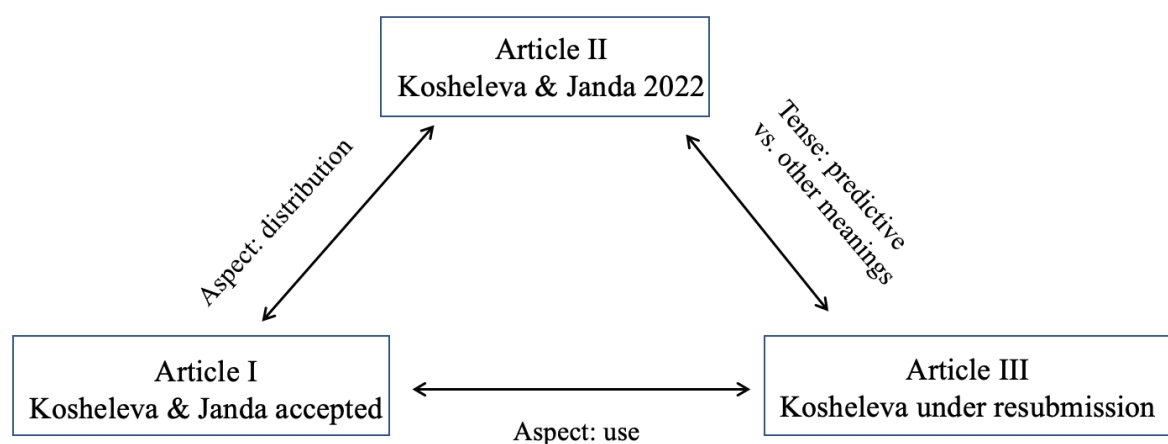 Article II
Kosheleva & Janda 2022
Aspect: distribution
Tense: predictive
vs. other meanings
Article I
Kosheleva & Janda accepted
Article III
Kosheleva under resubmission
Aspect: use